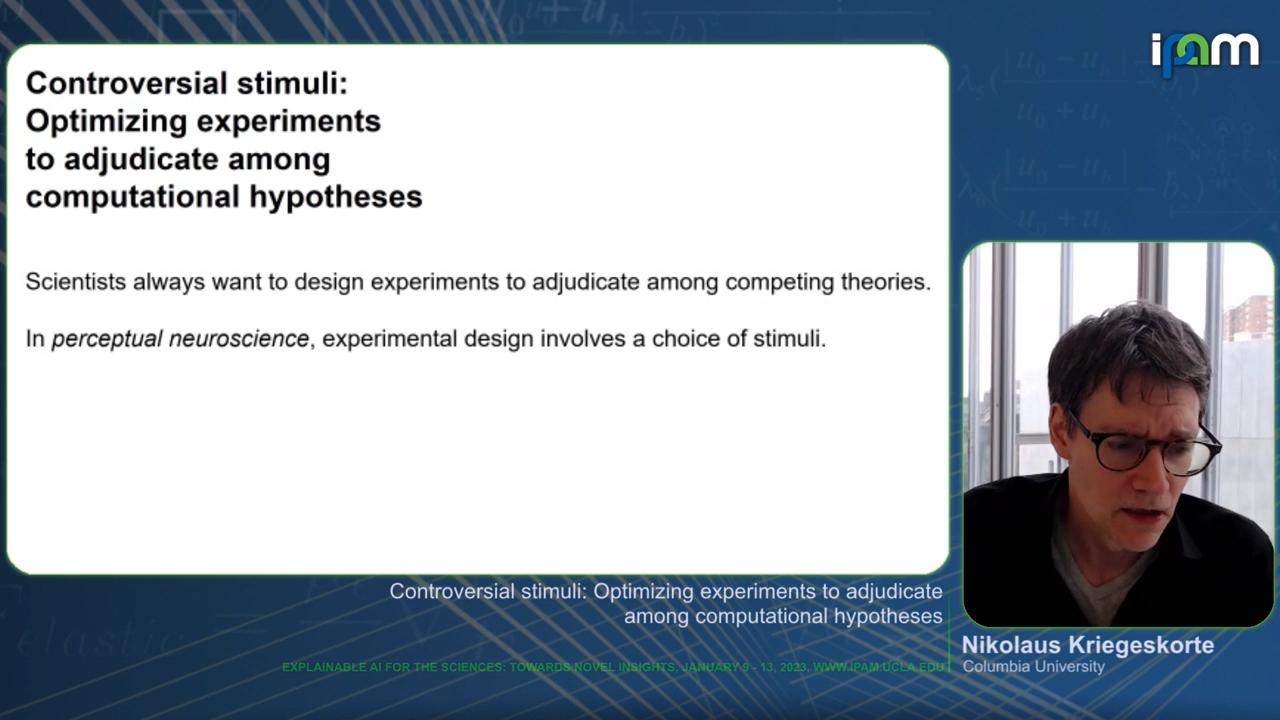 Controversial stimuli:
Optimizing experiments
to adjudicate among
computational hypotheses
Scientists always want to design experiments to adjudicate among competing theories.
In perceptual neuroscience, experimental design involves a choice of stimuli.
ipam
Controversial stimuli: Optimizing experiments to adjudicate
among computational hypotheses
EXPLAINABLE AI FOR THE SCIENCES: TOWARDS NOVEL INSIGHTS, JANUARY 9 - 13, 2023, WWW.IPAM.UCLA.EDU
Nikolaus Kriegeskorte
Columbia University
elastic